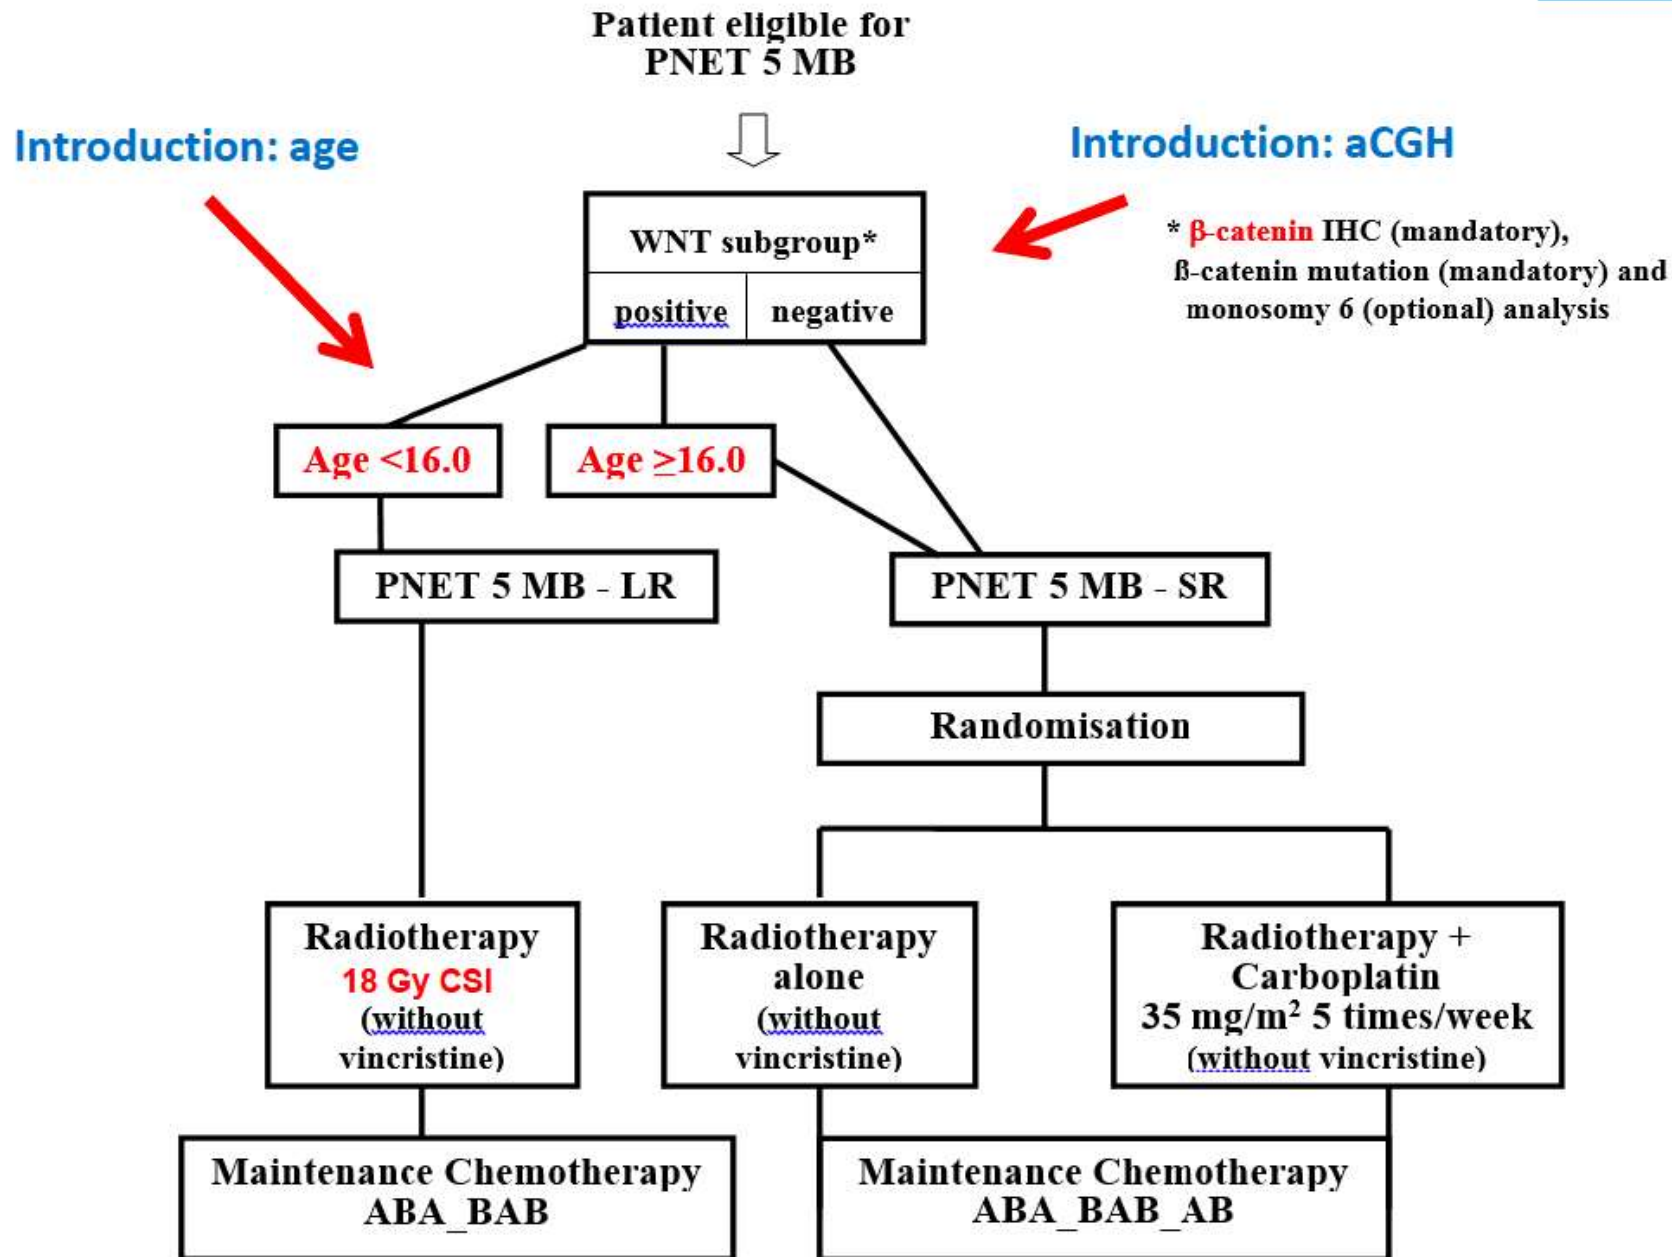 Patient eligible for
PNET 5 MB
Introduction: age
Introduction: aCGH
WNT subgroup*
positive
negative
* β-catenin IHC (mandatory),
ß-catenin mutation (mandatory) and
monosomy 6 (optional) analysis
Age <16.0
Age ≥16.0
PNET 5 MB - LR
PNET 5 MB - SR
Randomisation
Radiotherapy
18 Gy CSI
(without
vincristine)
Radiotherapy
alone
(without
vincristine)
Radiotherapy +
Carboplatin
35 mg/m² 5 times/week
(without vincristine)
Maintenance Chemotherapy
ABA_BAB
Maintenance Chemotherapy
ABA_BAB_AB